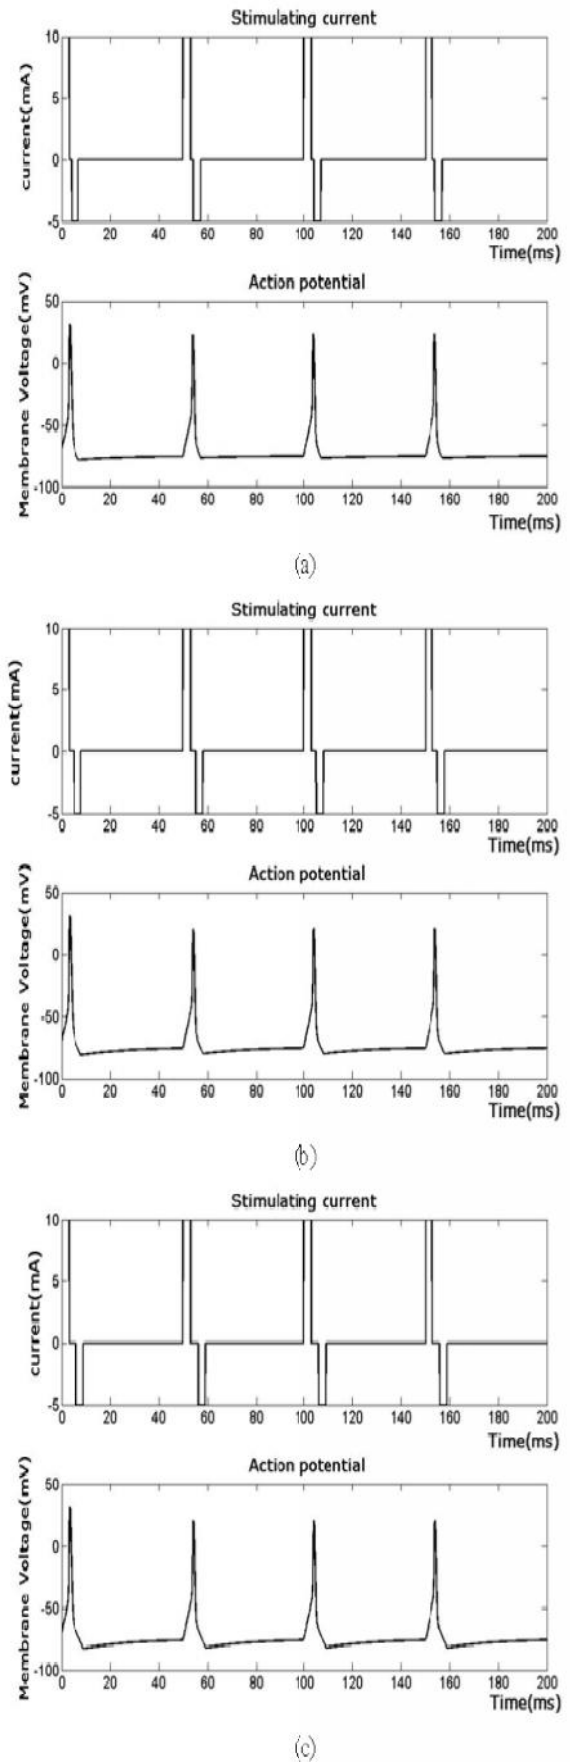 Stimulating current
10
5
0
-5
current(mA)
0 20 40 60 80 100 120 140 160 180 200
Time(ms)
Action potential
50
0
-50
-100
Membrane Voltage(mV)
0 20 40 60 80 100 120 140 160 180 200
Time(ms)
(a)
Stimulating current
10
5
0
-5
current(mA)
0 20 40 60 80 100 120 140 160 180 200
Time(ms)
Action potential
50
0
-50
-100
Membrane Voltage(mV)
0 20 40 60 80 100 120 140 160 180 200
Time(ms)
(b)
Stimulating current
10
5
0
-5
current(mA)
0 20 40 60 80 100 120 140 160 180 200
Time(ms)
Action potential
50
0
-50
-100
Membrane Voltage(mV)
0 20 40 60 80 100 120 140 160 180 200
Time(ms)
(c)